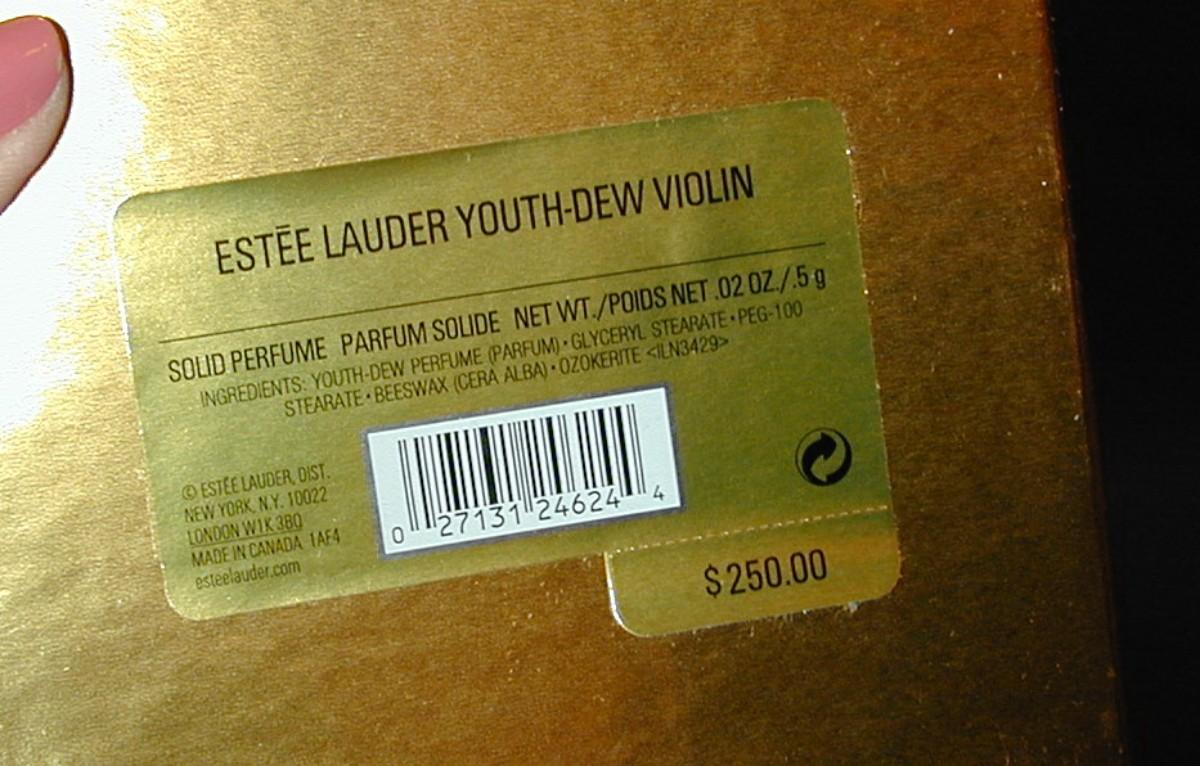 ESTĒE LAUDER YOUTH-DEW VIOLIN
SOLID PERFUME PARFUM SOLIDE NET WT./POIDS NET .02 OZ./.5 g
INGREDIENTS: YOUTH-DEW PERFUME (PARFUM) • GLYCERYL STEARATE • PEG-100
STEARATE • BEESWAX (CERA ALBA) • OZOKERITE <ILN3429>
© ESTĒE LAUDER, DIST.
NEW YORK, N.Y. 10022
LONDON W1K 3BQ
MADE IN CANADA 1AF4
esteelauder.com
0 27131 24624 4
$250.00